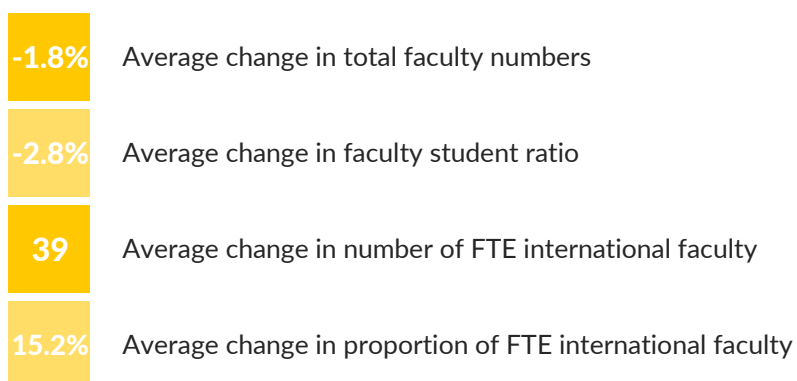 -1.8% Average change in total faculty numbers
-2.8% Average change in faculty student ratio
39 Average change in number of FTE international faculty
15.2% Average change in proportion of FTE international faculty